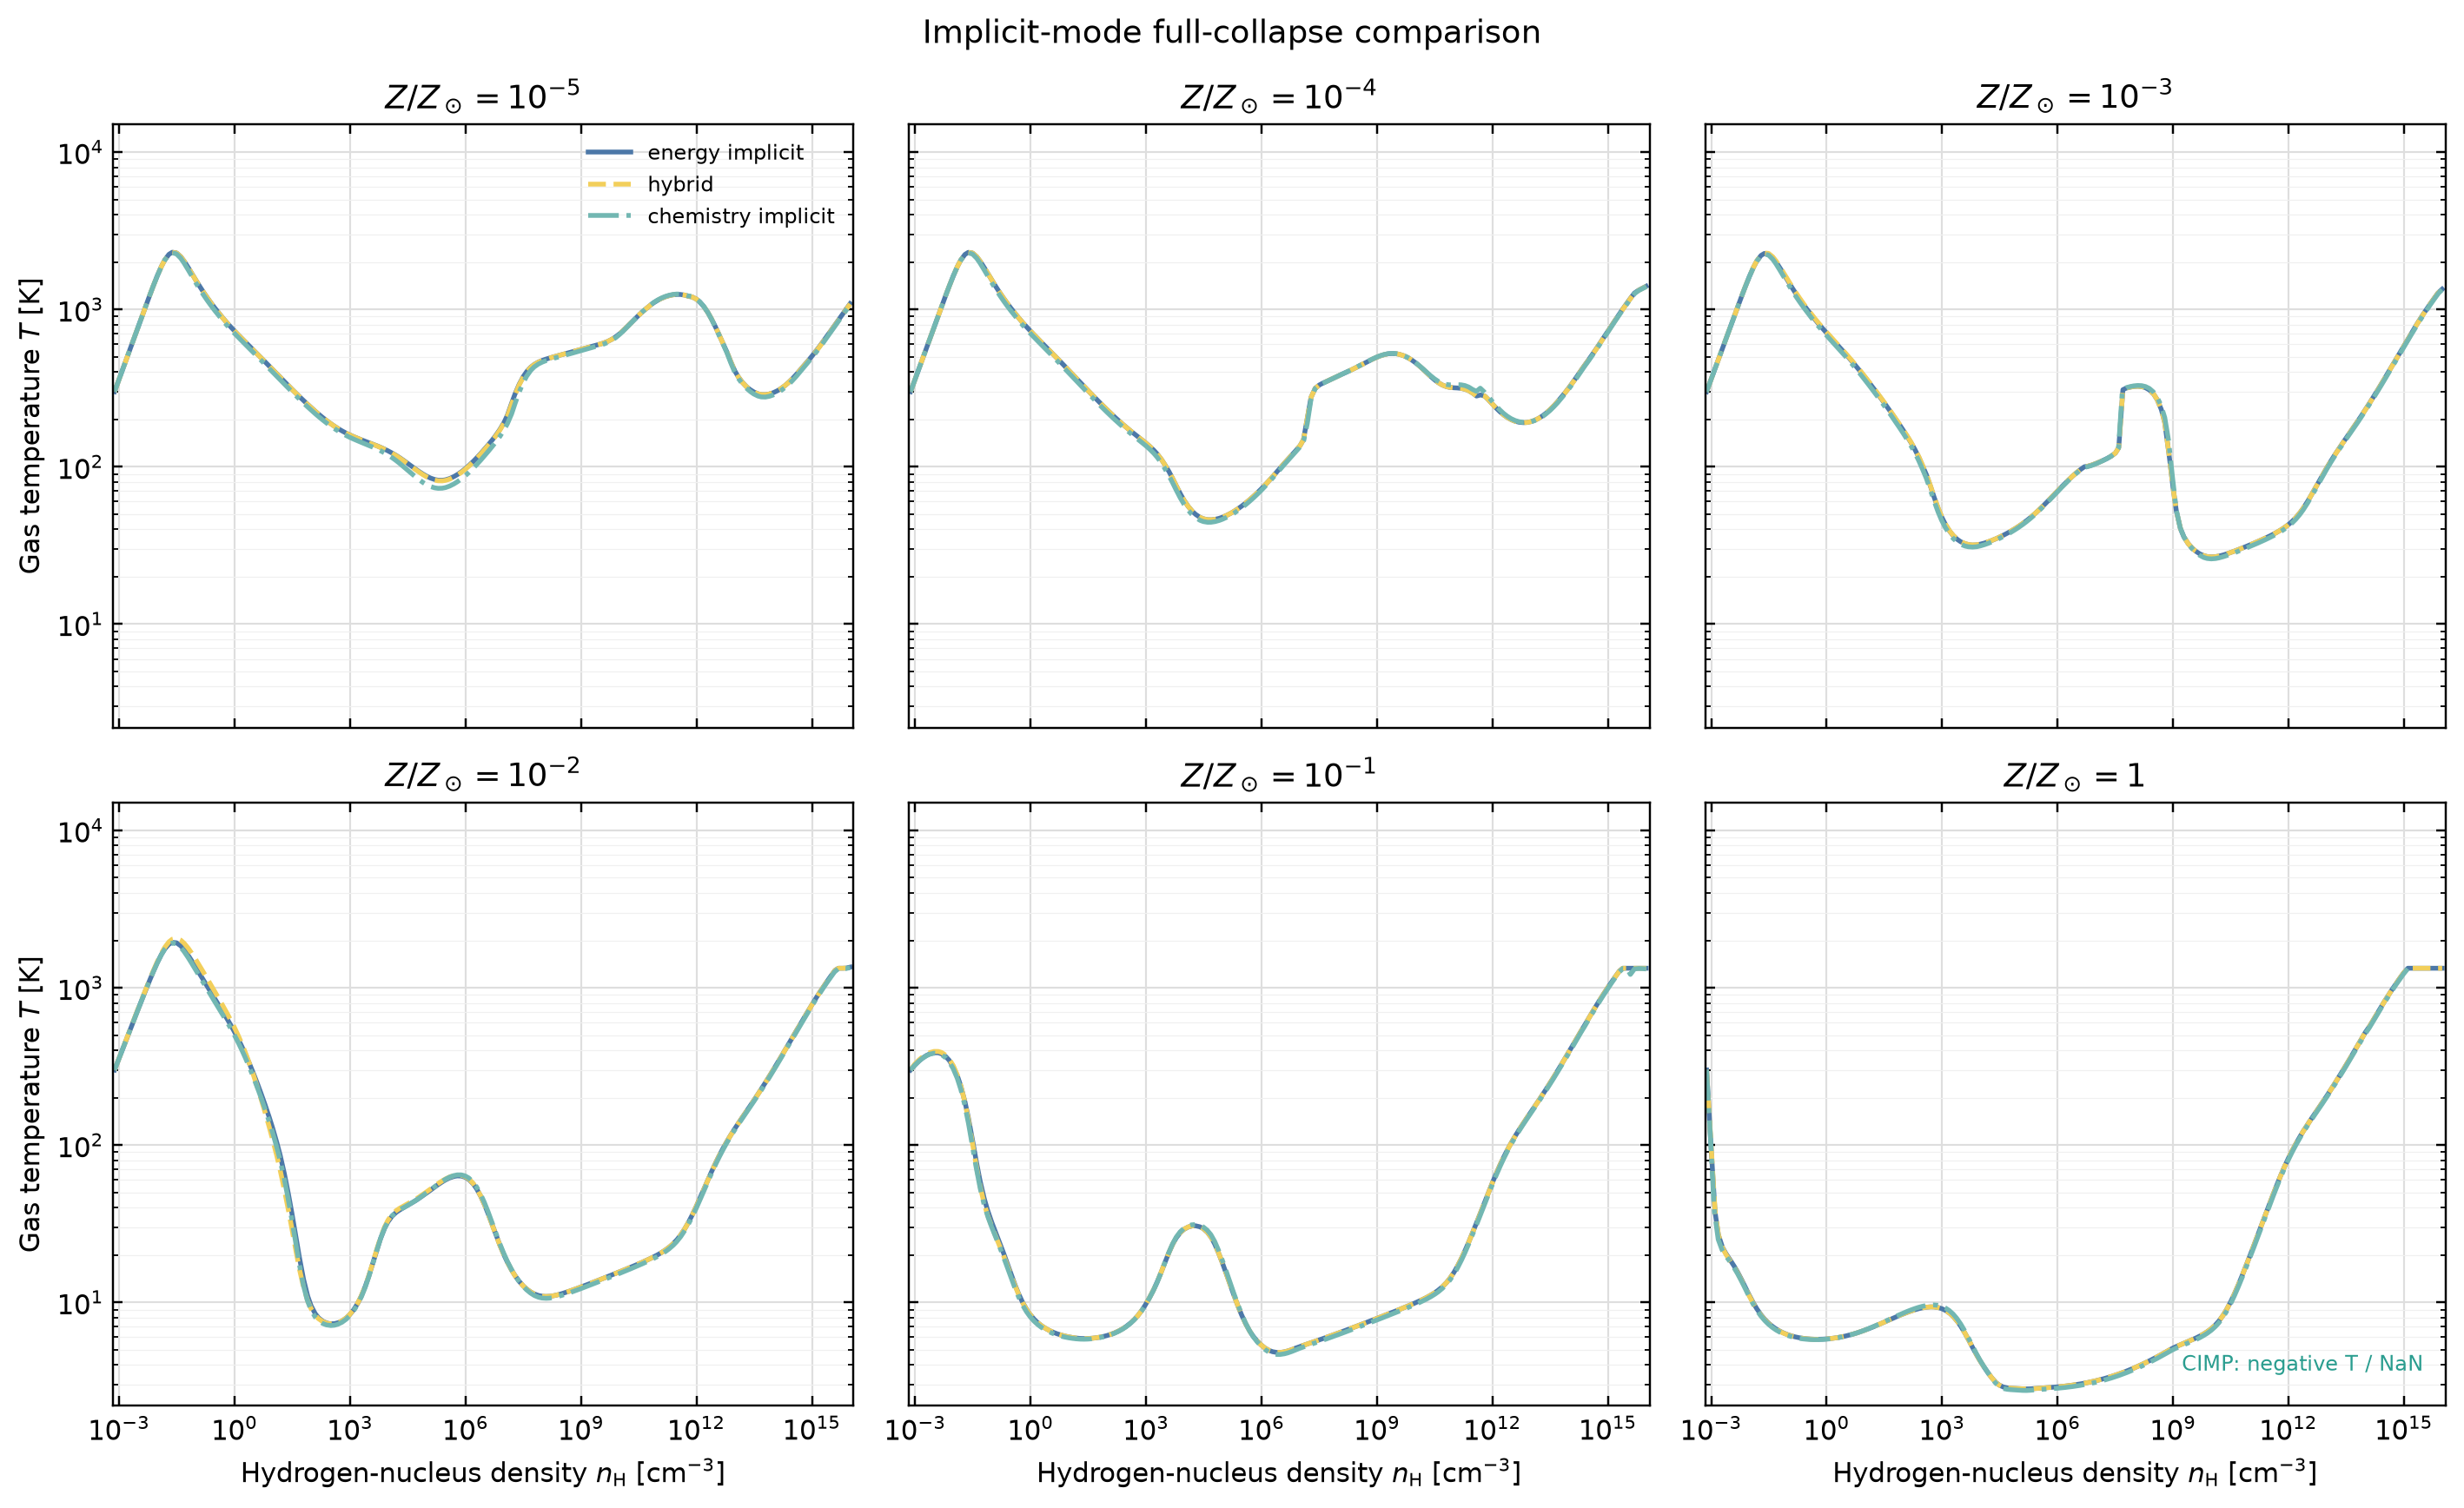 Implicit-mode full-collapse comparison
Z/Z⊙ = 10⁻⁵
Z/Z⊙ = 10⁻⁴
Z/Z⊙ = 10⁻³
10⁴
10³
10²
10¹
Gas temperature T [K]
energy implicit
hybrid
chemistry implicit
Z/Z⊙ = 10⁻²
Z/Z⊙ = 10⁻¹
Z/Z⊙ = 1
10⁴
10³
10²
10¹
Gas temperature T [K]
CIMP: negative T / NaN
10⁻³ 10⁰ 10³ 10⁶ 10⁹ 10¹² 10¹⁵
10⁻³ 10⁰ 10³ 10⁶ 10⁹ 10¹² 10¹⁵
10⁻³ 10⁰ 10³ 10⁶ 10⁹ 10¹² 10¹⁵
Hydrogen-nucleus density n_H [cm⁻³]
Hydrogen-nucleus density n_H [cm⁻³]
Hydrogen-nucleus density n_H [cm⁻³]